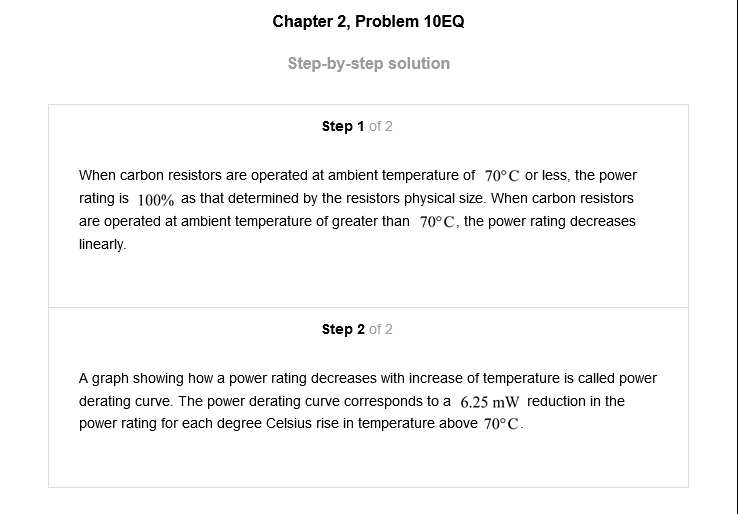 Chapter 2, Problem 10EQ
Step-by-step solution
Step 1 of 2
When carbon resistors are operated at ambient temperature of 70°C or less, the power
rating is 100% as that determined by the resistors physical size. When carbon resistors
are operated at ambient temperature of greater than 70°C, the power rating decreases
linearly.
Step 2 of 2
A graph showing how a power rating decreases with increase of temperature is called power
derating curve. The power derating curve corresponds to a 6.25 mW reduction in the
power rating for each degree Celsius rise in temperature above 70°C.